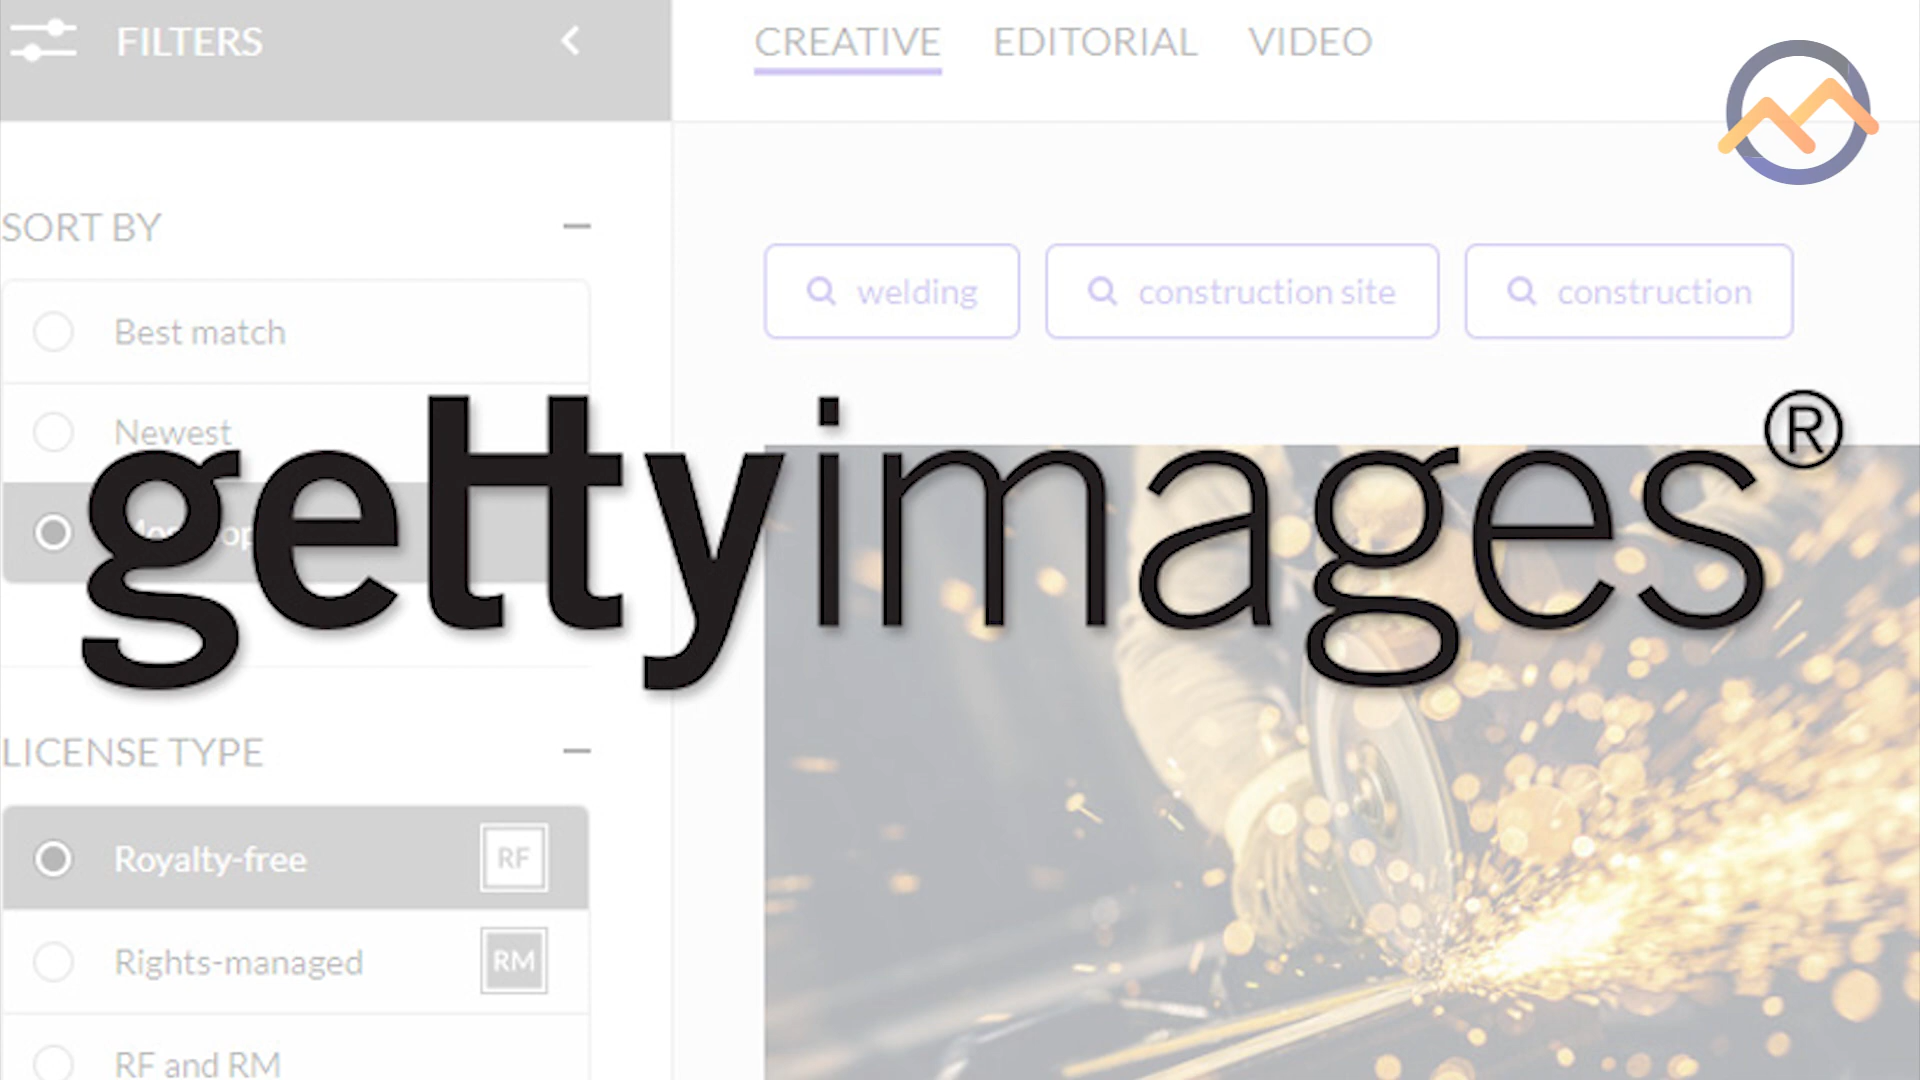 FILTERS
CREATIVE EDITORIAL VIDEO
SORT BY
welding construction site construction
Best match
Newest
gettyimages®
LICENSE TYPE
Royalty-free RF
Rights-managed RM
RF and RM